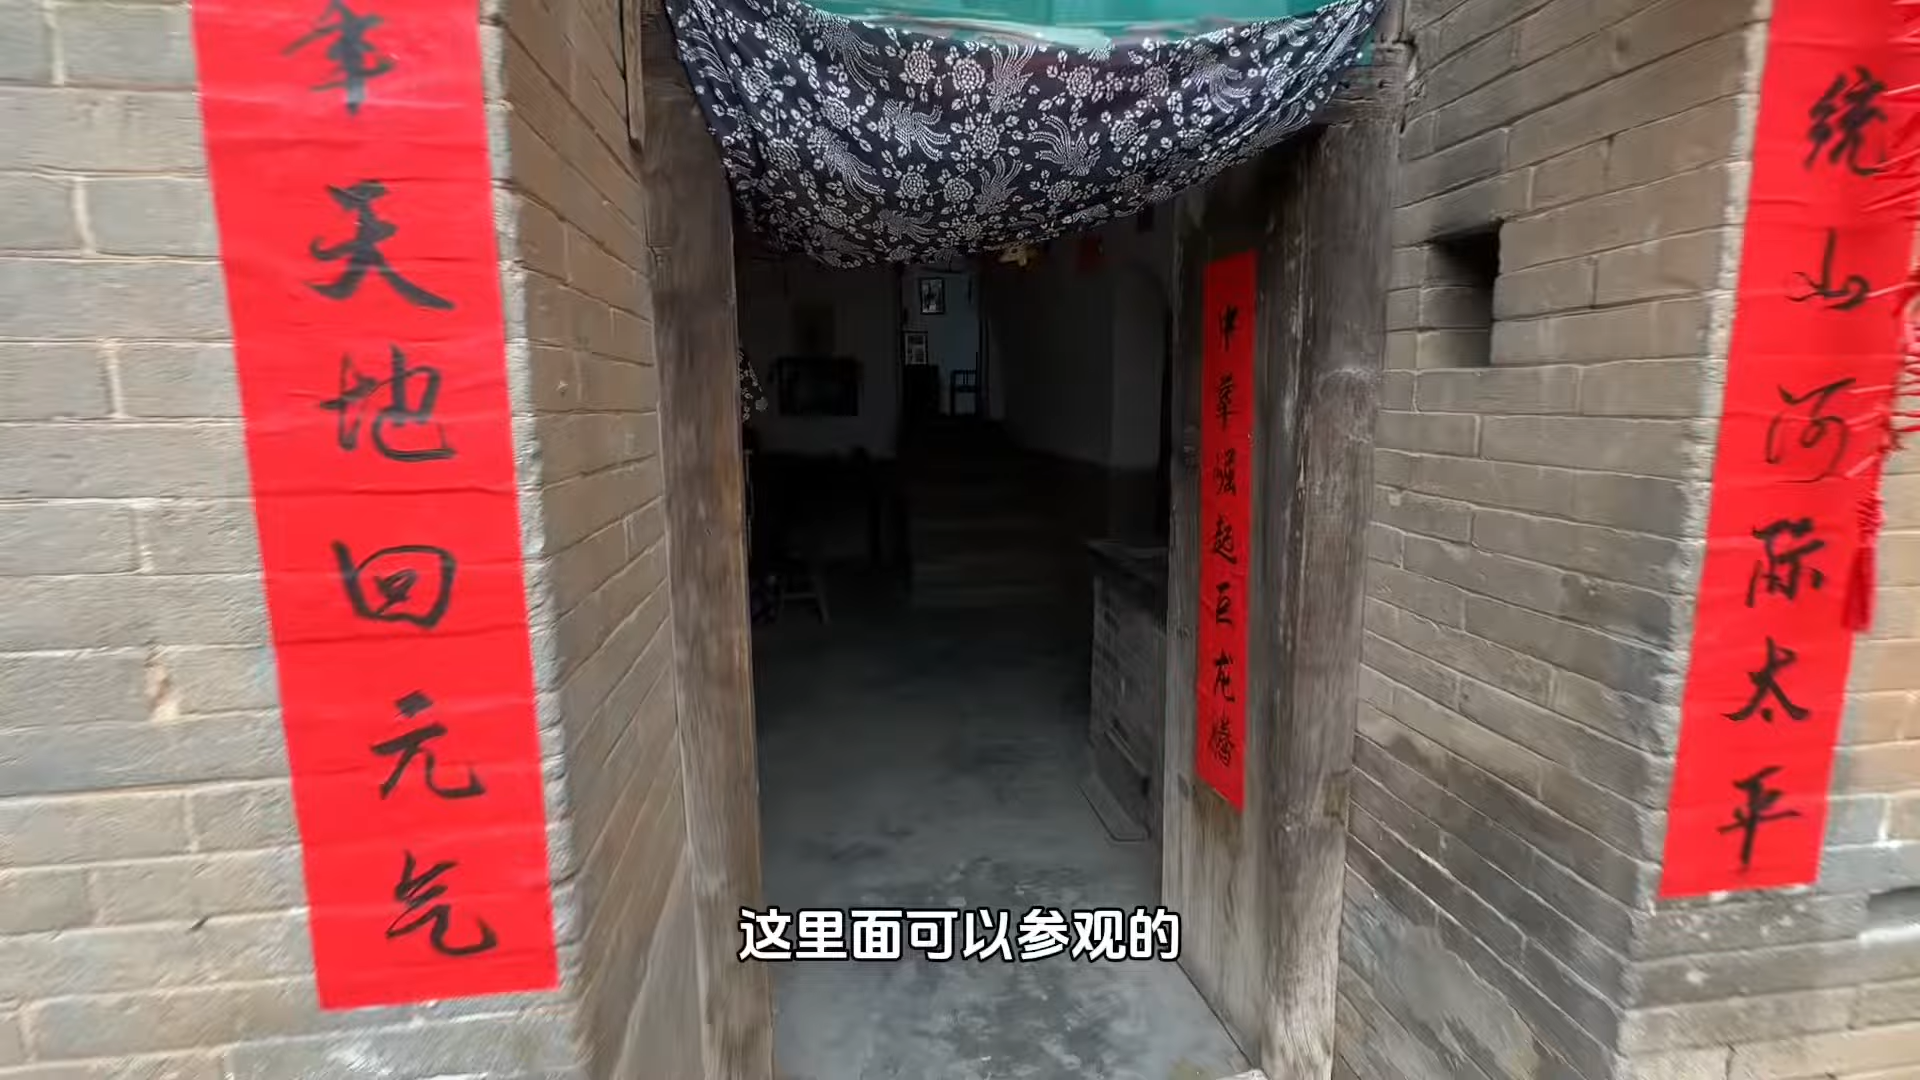 年天地回元气
统山河际太平
中华崛起巨龙腾
这里面可以参观的